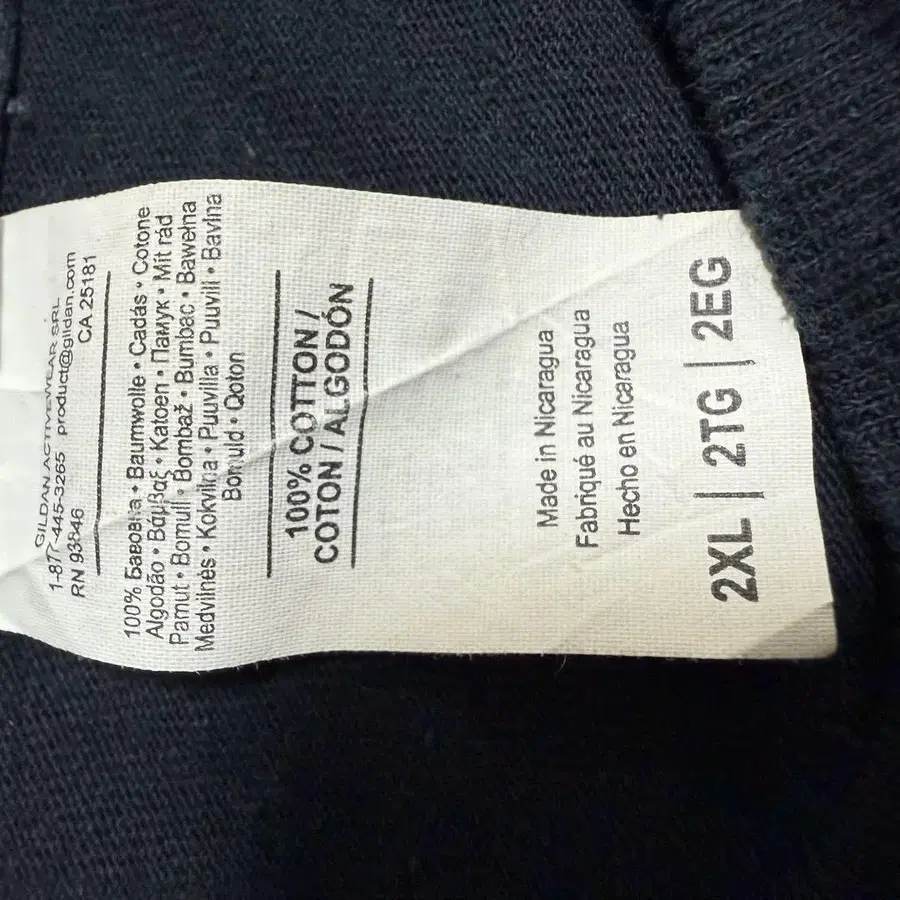 GILDAN ACTIVEWEAR SRL
1-877-445-3265 product@gildan.com
RN 93846 CA 25181
100% Бавовна • Baumwolle • Cadás • Cotone
Algodão • Βάμβαξ • Katoen • Памук • Mit rád
Pamut • Bomull • Bombaž • Bumbac • Bawełna
Medvilnės • Kokvilna • Puuvilla • Puuvill • Bavlna
Bomuld • Qoton
100% COTTON /
COTON / ALGODÓN
Made in Nicaragua
Fabriqué au Nicaragua
Hecho en Nicaragua
2XL | 2TG | 2EG